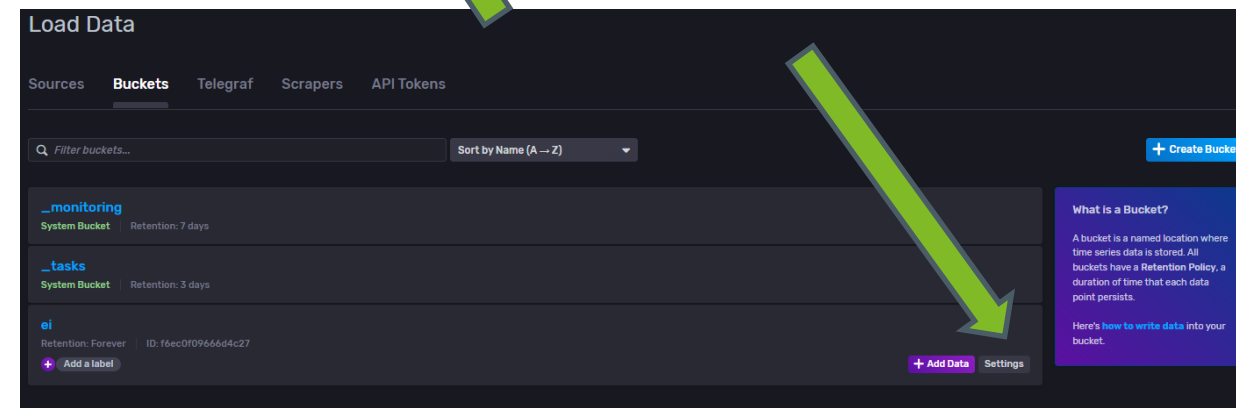 Load Data
Sources Buckets Telegraf Scrapers API Tokens
Filter buckets... Sort by Name (A → Z) + Create Bucke
_monitoring
System Bucket Retention: 7 days
_tasks
System Bucket Retention: 3 days
ei
Retention: Forever ID: f6ec0f09666d4c27
+ Add a label
+ Add Data Settings
What is a Bucket?
A bucket is a named location where
time series data is stored. All
buckets have a Retention Policy, a
duration of time that each data
point persists.
Here's how to write data into your
bucket.